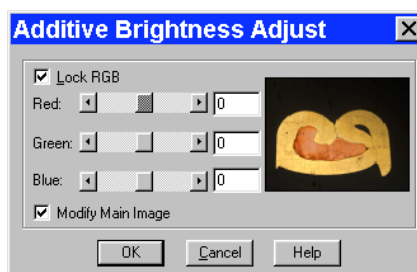 Additive Brightness Adjust
Lock RGB
Red: 0
Green: 0
Blue: 0
Modify Main Image
OK Cancel Help